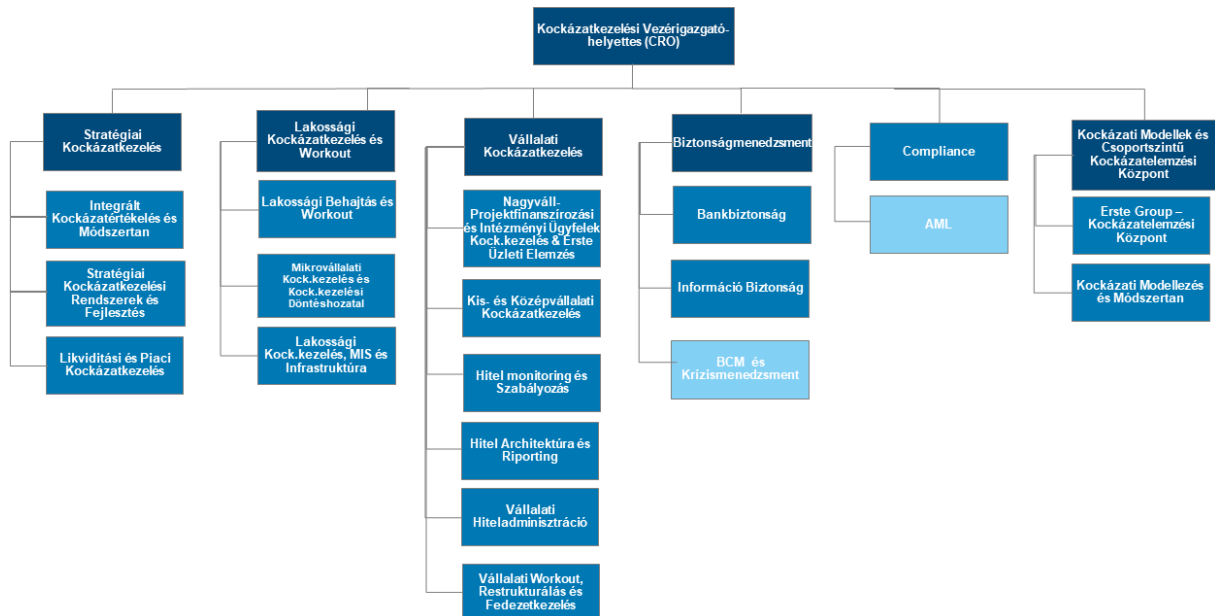 Kockázatkezelési Vezérigazgató-
helyettes (CRO)
Stratégiai
Kockázatkezelés
Integrált
Kockázatértékelés és
Módszertan
Stratégiai
Kockázatkezelési
Rendszerek és
Fejlesztés
Likviditási és Piaci
Kockázatkezelés
Lakossági
Kockázatkezelés és
Workout
Lakossági Behajtás és
Workout
Mikrovállalati
Kock.kezelés és
Kock.kezelési
Döntéshozatal
Lakossági
Kock.kezelés, MIS és
Infrastruktúra
Vállalati
Kockázatkezelés
Nagyváll-
Projektfinanszírozási
és Intézményi Ügyfelek
Kock.kezelés & Erste
Üzleti Elemzés
Kis- és Középvállalati
Kockázatkezelés
Hitel monitoring és
Szabályozás
Hitel Architektúra és
Riporting
Vállalati
Hiteladminisztráció
Vállalati Workout,
Restrukturálás és
Fedezetkezelés
Biztonságmenedzsment
Bankbiztonság
Információ Biztonság
BCM és
Krízismenedzsment
Compliance
AML
Kockázati Modellek és
Csoportszintű
Kockázatelemzési
Központ
Erste Group –
Kockázatelemzési
Központ
Kockázati Modellezés
és Módszertan